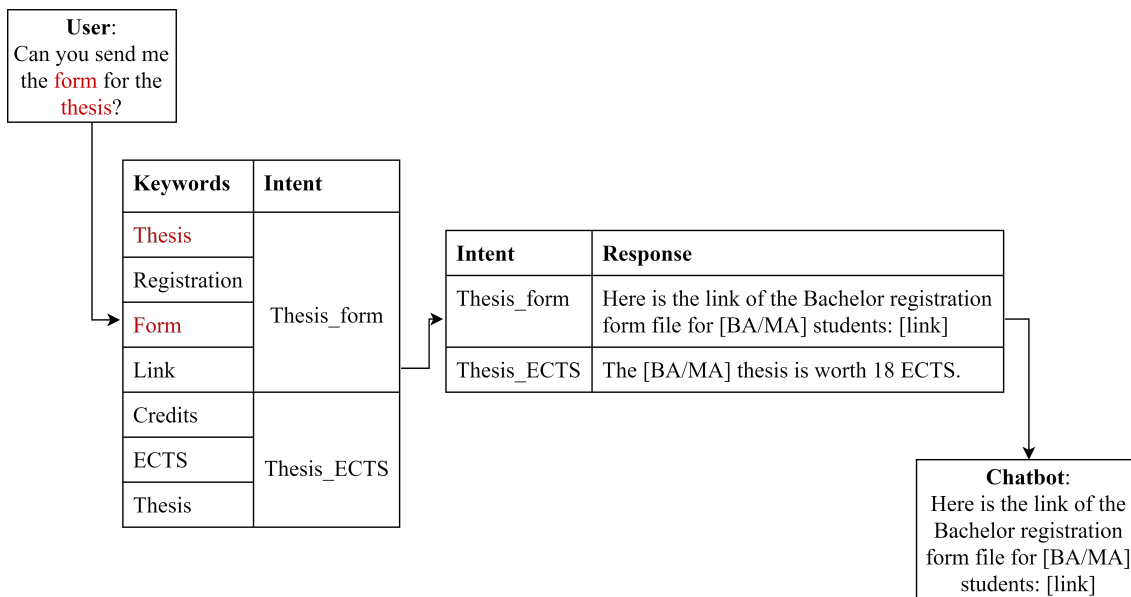 User:
Can you send me
the form for the
thesis?
Keywords Intent
Thesis
Registration
Form
Link
Thesis_form
Credits
ECTS
Thesis
Thesis_ECTS
Intent Response
Thesis_form Here is the link of the Bachelor registration
form file for [BA/MA] students: [link]
Thesis_ECTS The [BA/MA] thesis is worth 18 ECTS.
Chatbot:
Here is the link of the
Bachelor registration
form file for [BA/MA]
students: [link]